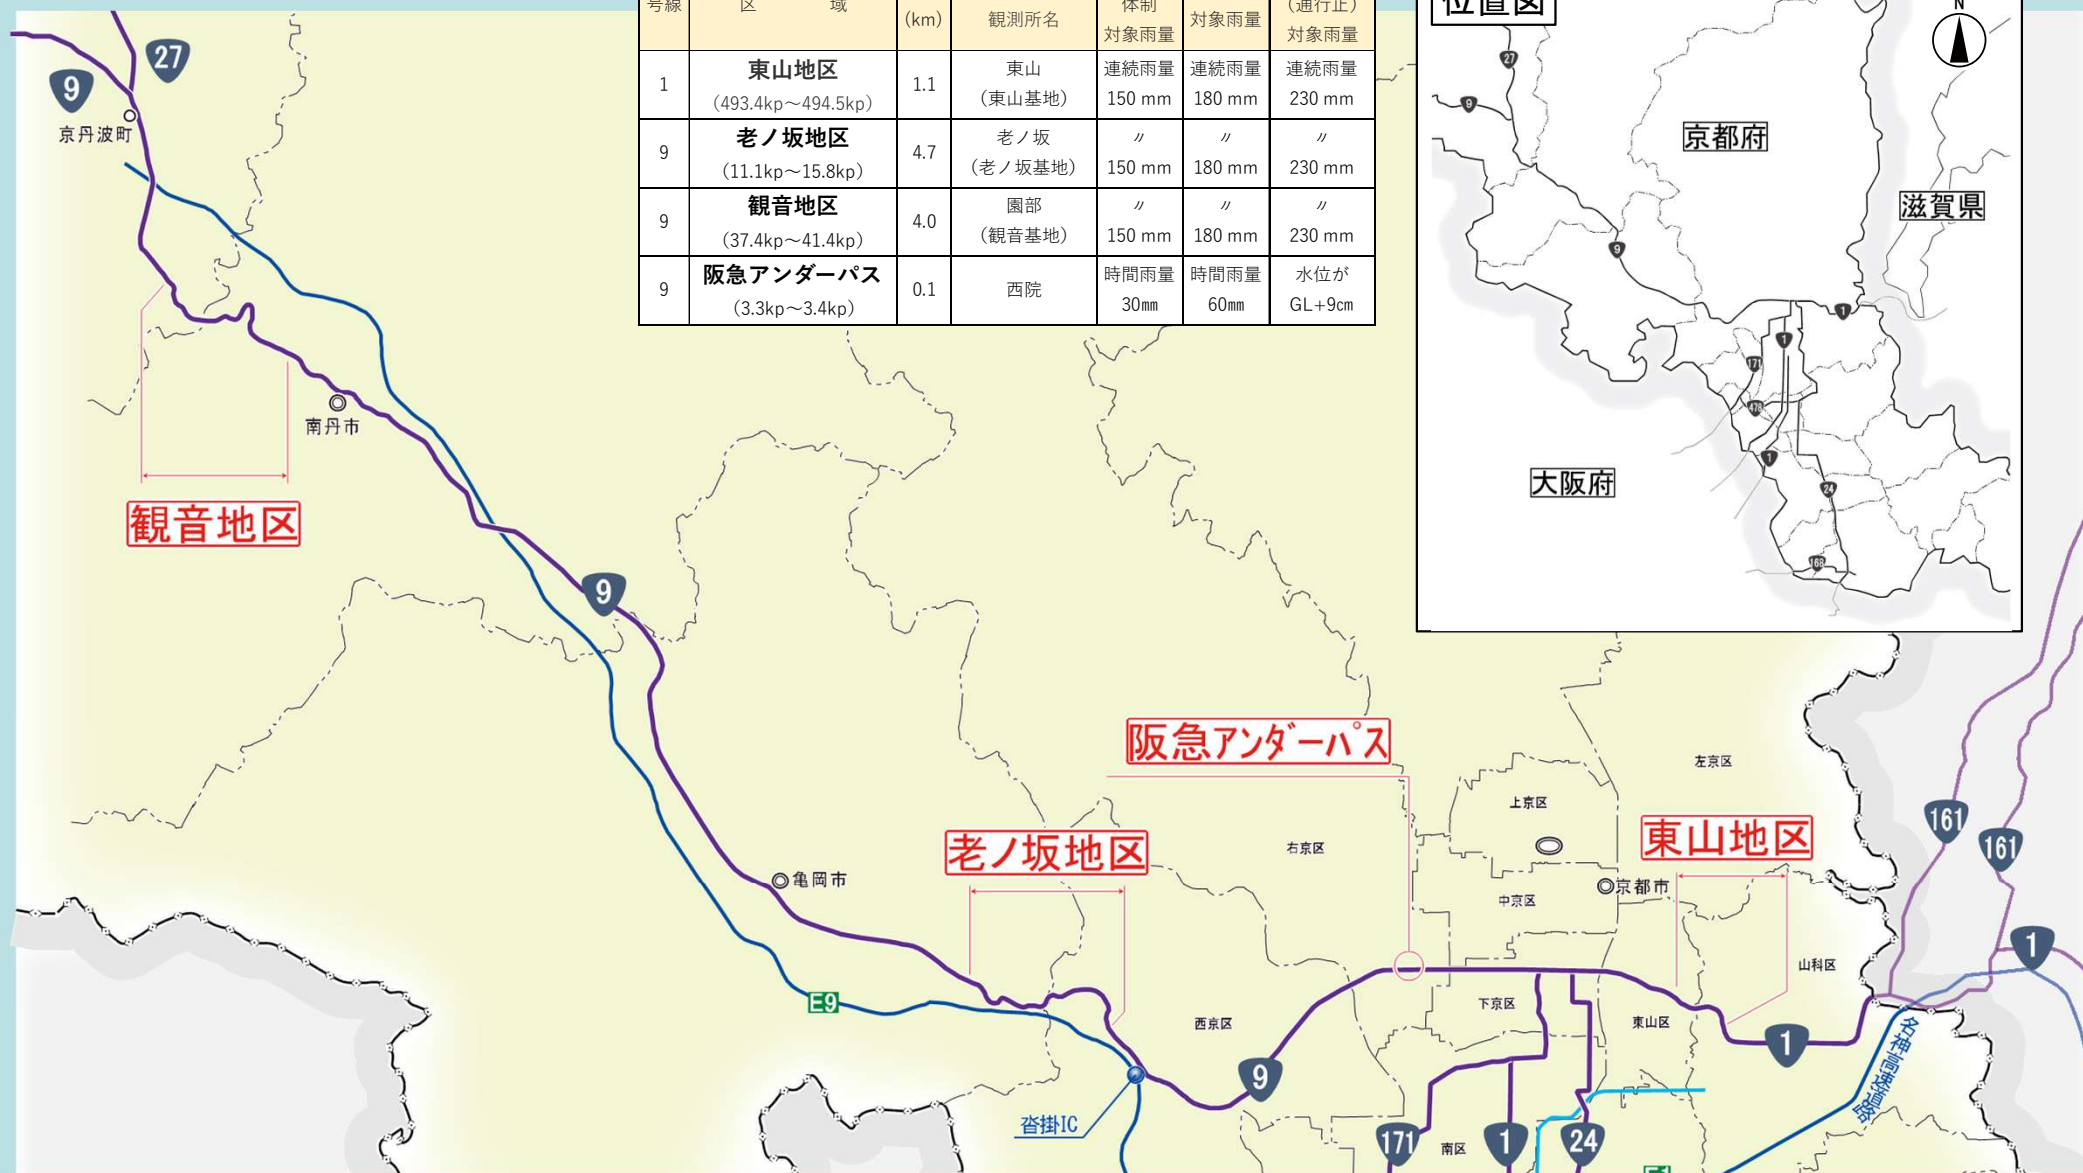 号線 区 域 (km) 観測所名 体制 対象雨量 対象雨量 (通行止) 対象雨量
1 東山地区 (493.4kp～494.5kp) 1.1 東山 (東山基地) 連続雨量 150 mm 連続雨量 180 mm 連続雨量 230 mm
9 老ノ坂地区 (11.1kp～15.8kp) 4.7 老ノ坂 (老ノ坂基地) 〃 150 mm 〃 180 mm 〃 230 mm
9 観音地区 (37.4kp～41.4kp) 4.0 園部 (観音基地) 〃 150 mm 〃 180 mm 〃 230 mm
9 阪急アンダーパス (3.3kp～3.4kp) 0.1 西院 時間雨量 30㎜ 時間雨量 60㎜ 水位が GL+9㎝
位置図
N
27
9
京都府
滋賀県
9
1
1
171
478
大阪府
1
24
163
27
9
京丹波町
南丹市
観音地区
9
阪急アンダーパス
左京区
上京区
161
161
老ノ坂地区
右京区
東山地区
亀岡市
京都市
中京区
1
山科区
E9
下京区
西京区
東山区
1
名神高速道路
9
沓掛IC
171
南区
1
24
E1